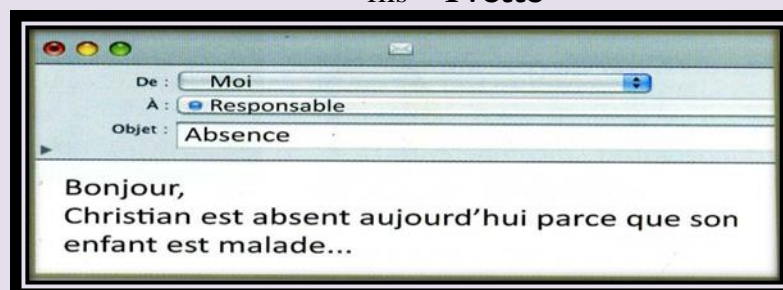 De : Moi
À : Responsable
Objet : Absence
Bonjour,
Christian est absent aujourd'hui parce que son
enfant est malade...